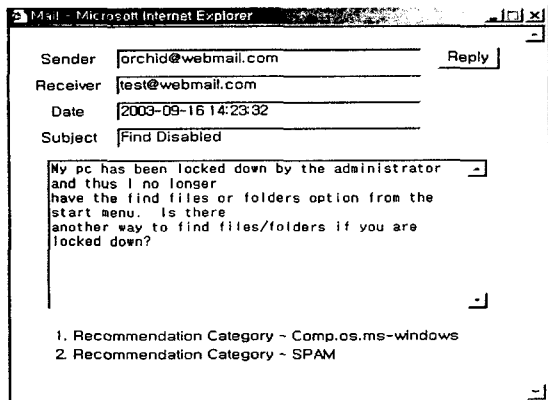 Mail - Microsoft Internet Explorer
Sender orchid@webmail.com Reply
Receiver test@webmail.com
Date 2003-09-16 14:23:32
Subject Find Disabled
My pc has been locked down by the administrator
and thus I no longer
have the find files or folders option from the
start menu. Is there
another way to find files/folders if you are
locked down?
1. Recommendation Category ~ Comp.os.ms-windows
2. Recommendation Category ~ SPAM